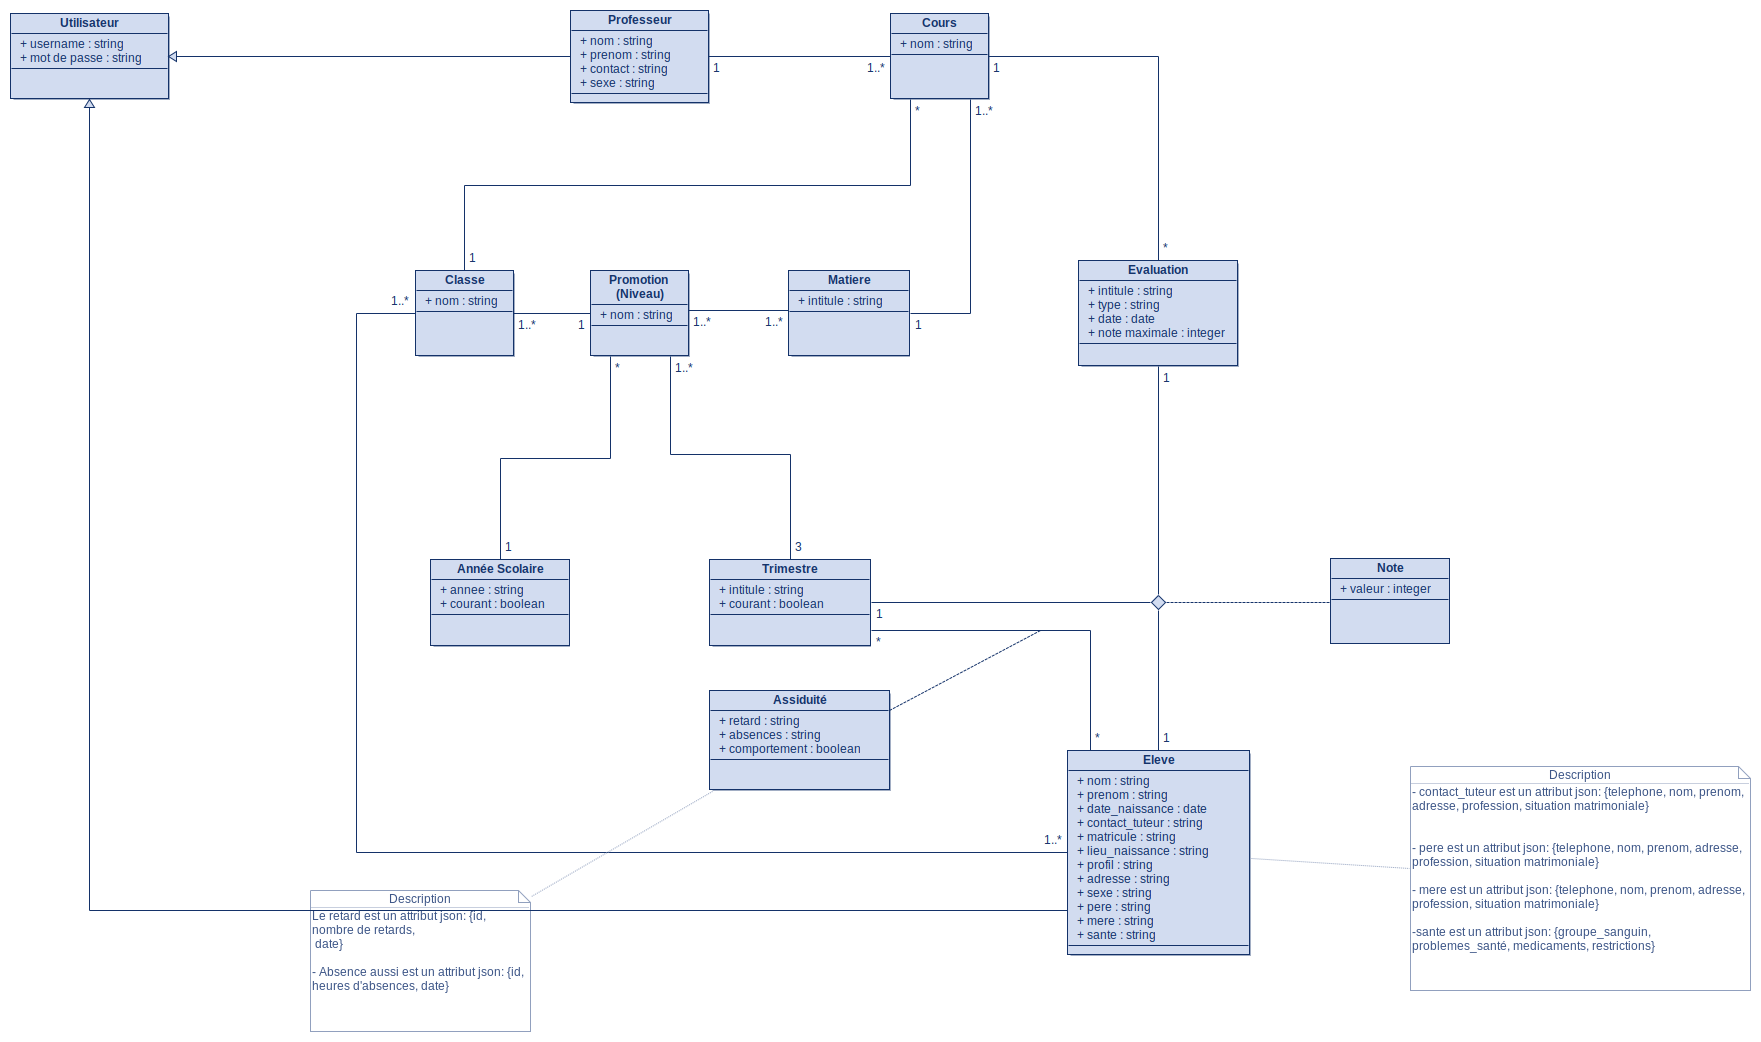 Utilisateur
+ username : string
+ mot de passe : string
Professeur
+ nom : string
+ prenom : string
+ contact : string
+ sexe : string
1
1..*
Cours
+ nom : string
1
*
1..*
1
*
Classe
+ nom : string
1..*
1..*
1
Promotion
(Niveau)
+ nom : string
1..*
1..*
Matiere
+ intitule : string
1
Evaluation
+ intitule : string
+ type : string
+ date : date
+ note maximale : integer
*
1..*
1
1
3
Année Scolaire
+ annee : string
+ courant : boolean
Trimestre
+ intitule : string
+ courant : boolean
1
*
Note
+ valeur : integer
Assiduité
+ retard : string
+ absences : string
+ comportement : boolean
*
1
1..*
Eleve
+ nom : string
+ prenom : string
+ date_naissance : date
+ contact_tuteur : string
+ matricule : string
+ lieu_naissance : string
+ profil : string
+ adresse : string
+ sexe : string
+ pere : string
+ mere : string
+ sante : string
Description
- contact_tuteur est un attribut json: {telephone, nom, prenom,
adresse, profession, situation matrimoniale}
- pere est un attribut json: {telephone, nom, prenom, adresse,
profession, situation matrimoniale}
- mere est un attribut json: {telephone, nom, prenom, adresse,
profession, situation matrimoniale}
-sante est un attribut json: {groupe_sanguin,
problemes_santé, medicaments, restrictions}
Description
Le retard est un attribut json: {id,
nombre de retards,
date}
- Absence aussi est un attribut json: {id,
heures d'absences, date}